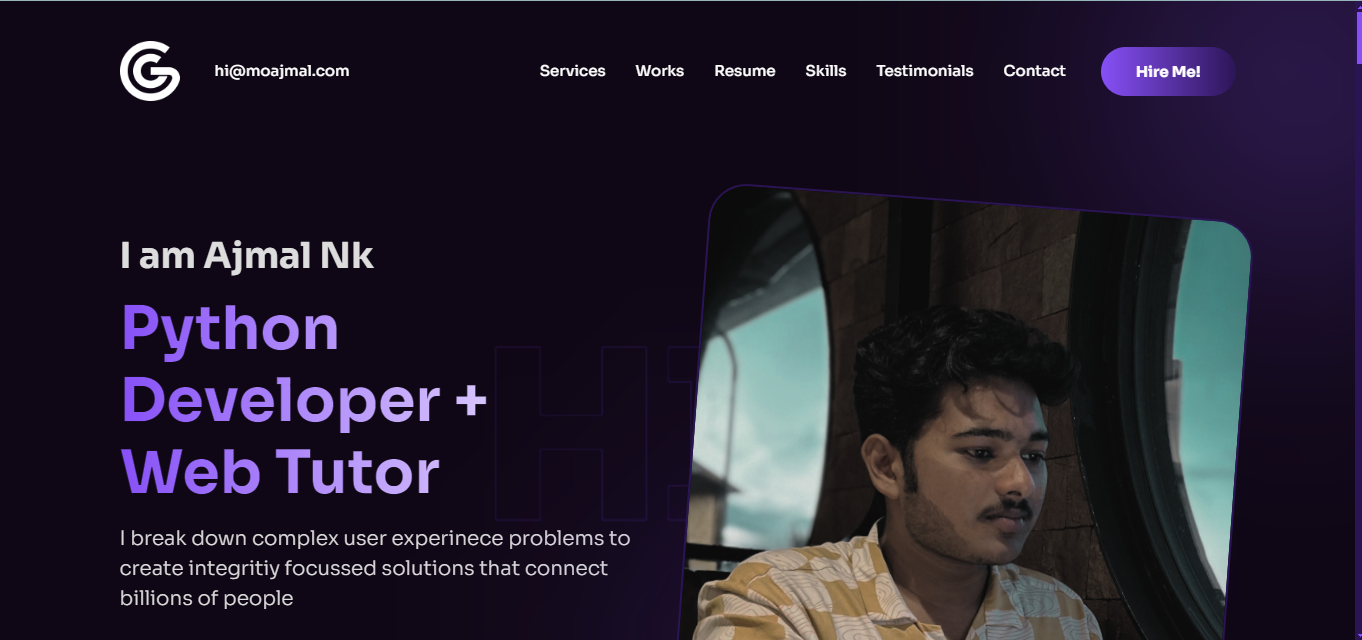 hi@moajmal.com
Services Works Resume Skills Testimonials Contact Hire Me!
I am Ajmal Nk
Python
Developer +
Web Tutor
HI
I break down complex user experinece problems to
create integritiy focussed solutions that connect
billions of people